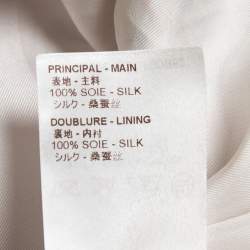 PRINCIPAL - MAIN
表地・主料
100% SOIE - SILK
シルク - 桑蚕丝
DOUBLURE - LINING
裏地・内衬
100% SOIE - SILK
シルク - 桑蚕丝